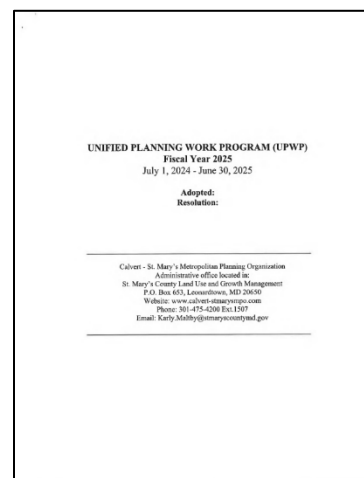 UNIFIED PLANNING WORK PROGRAM (UPWP)
Fiscal Year 2025
July 1, 2024 - June 30, 2025
Adopted:
Resolution:
Calvert - St. Mary's Metropolitan Planning Organization
Administrative office located in:
St. Mary's County Land Use and Growth Management
P.O. Box 653, Leonardtown, MD 20650
Website: www.calvert-stmarysmpo.com
Phone: 301-475-4200 Ext.1507
Email: Karly.Maltby@stmaryscountymd.gov